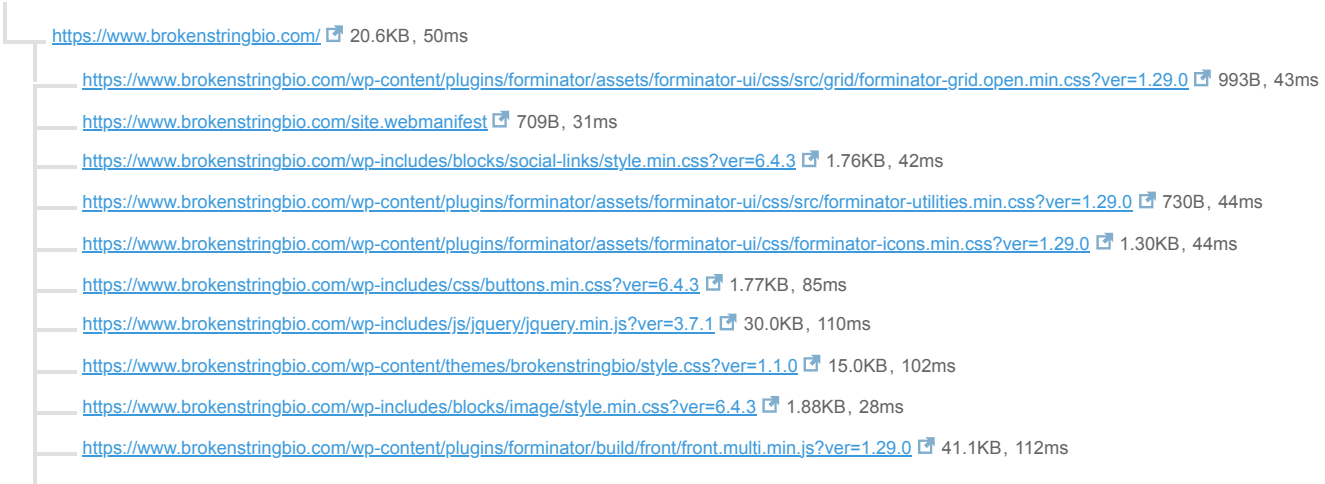 https://www.brokenstringbio.com/ 20.6KB, 50ms
https://www.brokenstringbio.com/wp-content/plugins/forminator/assets/forminator-ui/css/src/grid/forminator-grid.open.min.css?ver=1.29.0 993B, 43ms
https://www.brokenstringbio.com/site.webmanifest 709B, 31ms
https://www.brokenstringbio.com/wp-includes/blocks/social-links/style.min.css?ver=6.4.3 1.76KB, 42ms
https://www.brokenstringbio.com/wp-content/plugins/forminator/assets/forminator-ui/css/src/forminator-utilities.min.css?ver=1.29.0 730B, 44ms
https://www.brokenstringbio.com/wp-content/plugins/forminator/assets/forminator-ui/css/forminator-icons.min.css?ver=1.29.0 1.30KB, 44ms
https://www.brokenstringbio.com/wp-includes/css/buttons.min.css?ver=6.4.3 1.77KB, 85ms
https://www.brokenstringbio.com/wp-includes/js/jquery/jquery.min.js?ver=3.7.1 30.0KB, 110ms
https://www.brokenstringbio.com/wp-content/themes/brokenstringbio/style.css?ver=1.1.0 15.0KB, 102ms
https://www.brokenstringbio.com/wp-includes/blocks/image/style.min.css?ver=6.4.3 1.88KB, 28ms
https://www.brokenstringbio.com/wp-content/plugins/forminator/build/front/front.multi.min.js?ver=1.29.0 41.1KB, 112ms